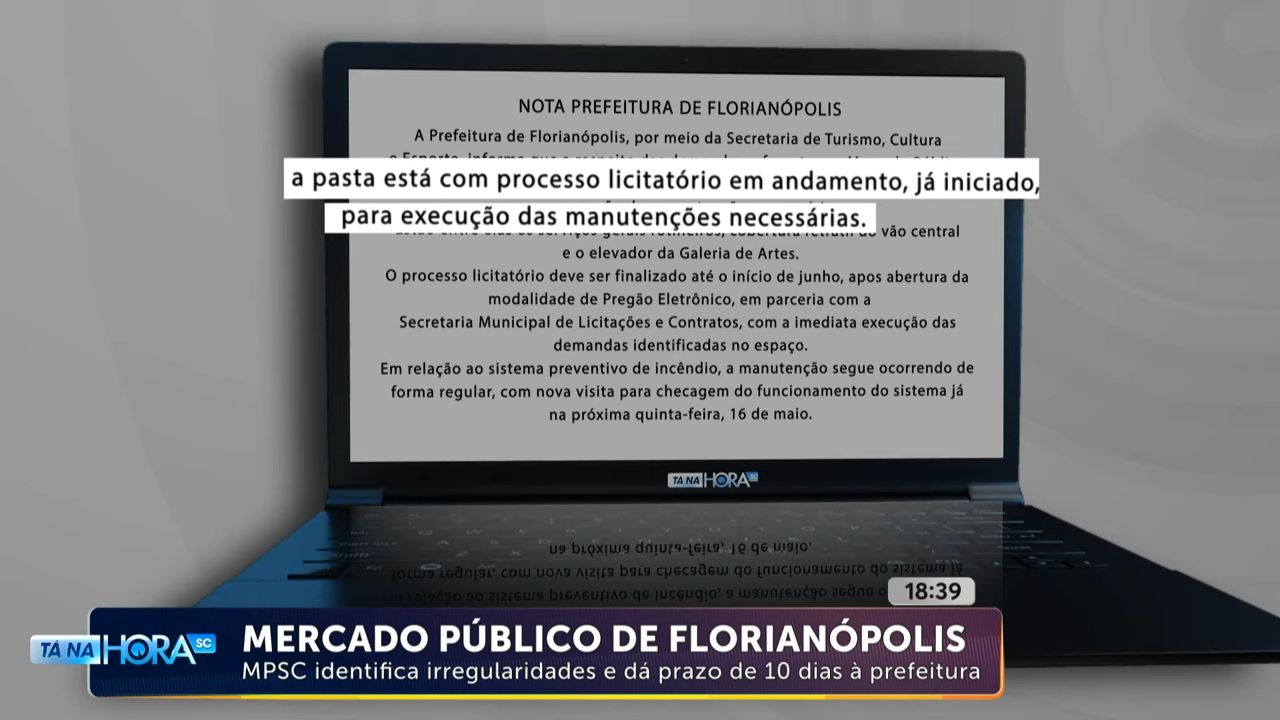 NOTA PREFEITURA DE FLORIANÓPOLIS
A Prefeitura de Florianópolis, por meio da Secretaria de Turismo, Cultura
a pasta está com processo licitatório em andamento, já iniciado,
para execução das manutenções necessárias.
vão central
e o elevador da Galeria de Artes.
O processo licitatório deve ser finalizado até o início de junho, apos abertura da
modalidade de Pregão Eletrônico, em parceria com a
Secretaria Municipal de Licitações e Contratos, com a imediata execução das
demandas identificadas no espaço.
Em relação ao sistema preventivo de incêndio, a manutenção segue ocorrendo de
forma regular, com nova visita para checagem do funcionamento do sistema já
na próxima quinta-feira, 16 de maio.
TÁ NA HORA SC
18:39
TÁ NA HORA SC
MERCADO PÚBLICO DE FLORIANÓPOLIS
MPSC identifica irregularidades e dá prazo de 10 dias à prefeitura